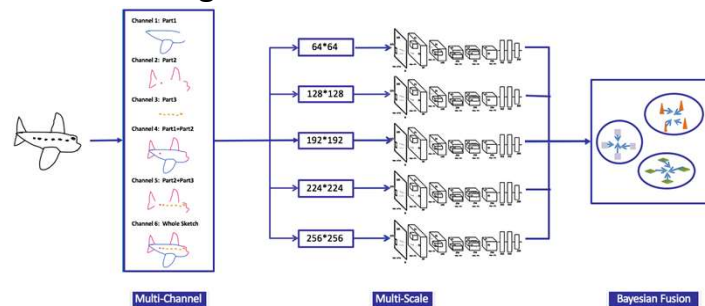 Channel 1: Part1
Channel 2: Part2
Channel 3: Part3
Channel 4: Part1+Part2
Channel 5: Part2+Part3
Channel 6: Whole Sketch
64*64
128*128
192*192
224*224
256*256
Multi-Channel
Multi-Scale
Bayesian Fusion